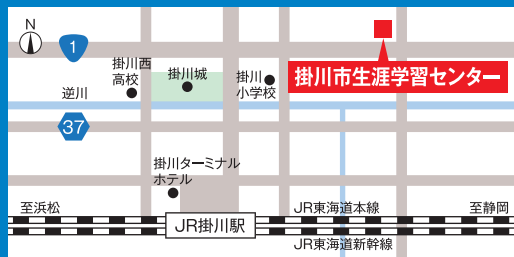 N
1
掛川西
高校
掛川城
掛川
小学校
掛川市生涯学習センター
逆川
37
掛川ターミナル
ホテル
至浜松
JR東海道本線
至静岡
JR掛川駅
JR東海道新幹線